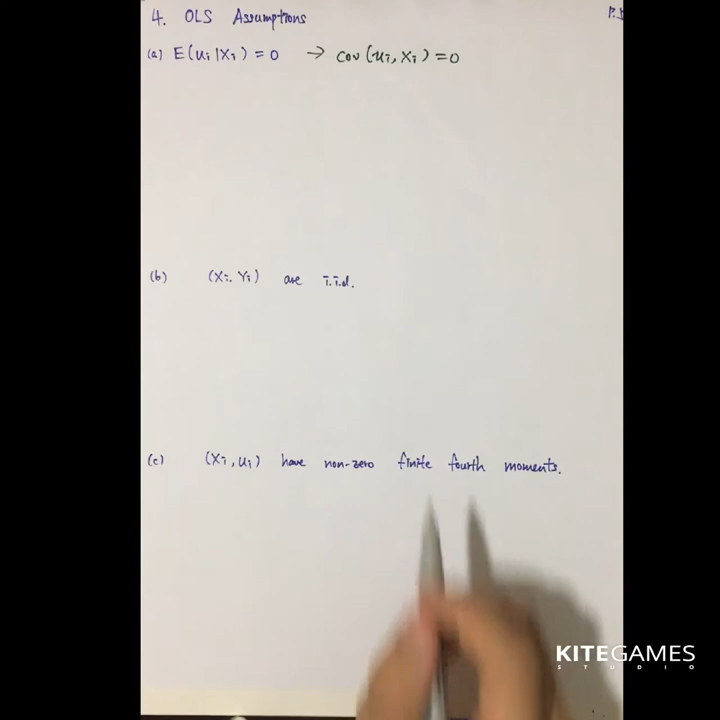 4. OLS Assumptions
(a) E(ui|Xi) = 0 → cov(ui, Xi) = 0
(b) (Xi. Yi) are i.i.d.
(c) (Xi, ui) have non-zero finite fourth moments.
KITEGAMES
STUDIO